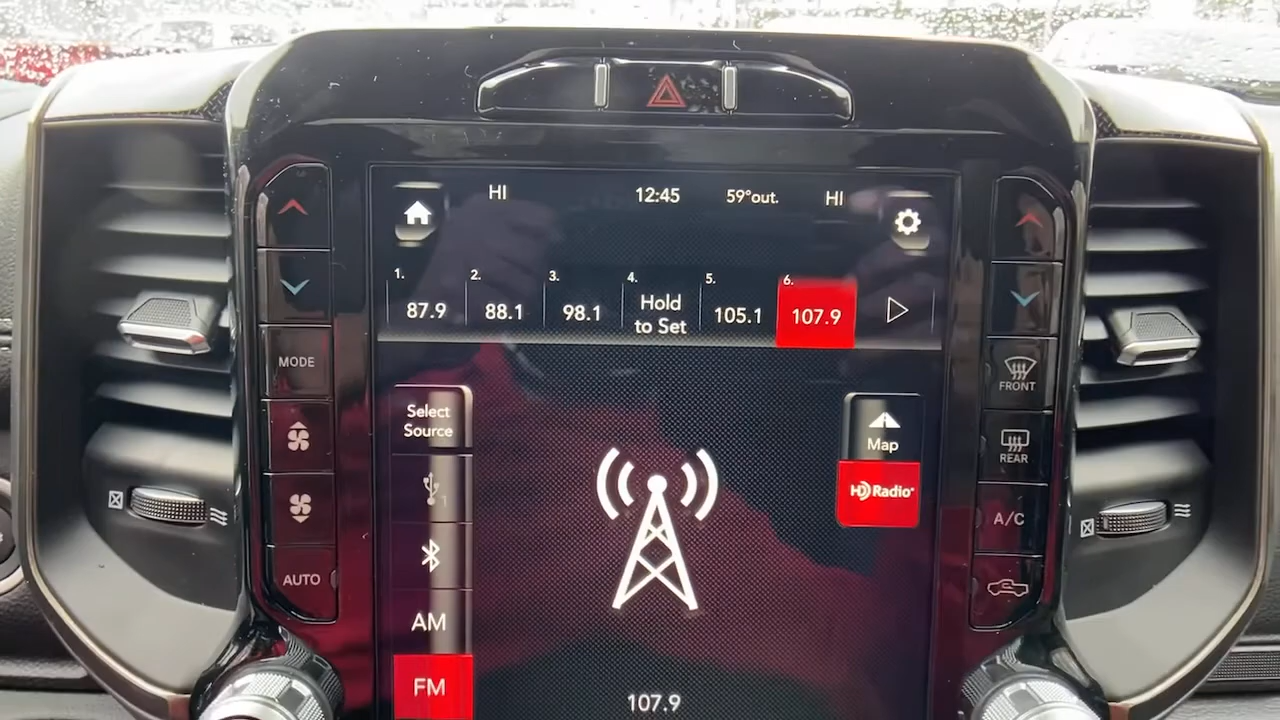 HI
12:45
59°out.
HI
1.
2.
3.
4.
5.
6.
87.9
88.1
98.1
Hold
to Set
105.1
107.9
MODE
AUTO
Select
Source
1
AM
FM
Map
HD Radio
107.9
FRONT
REAR
A/C